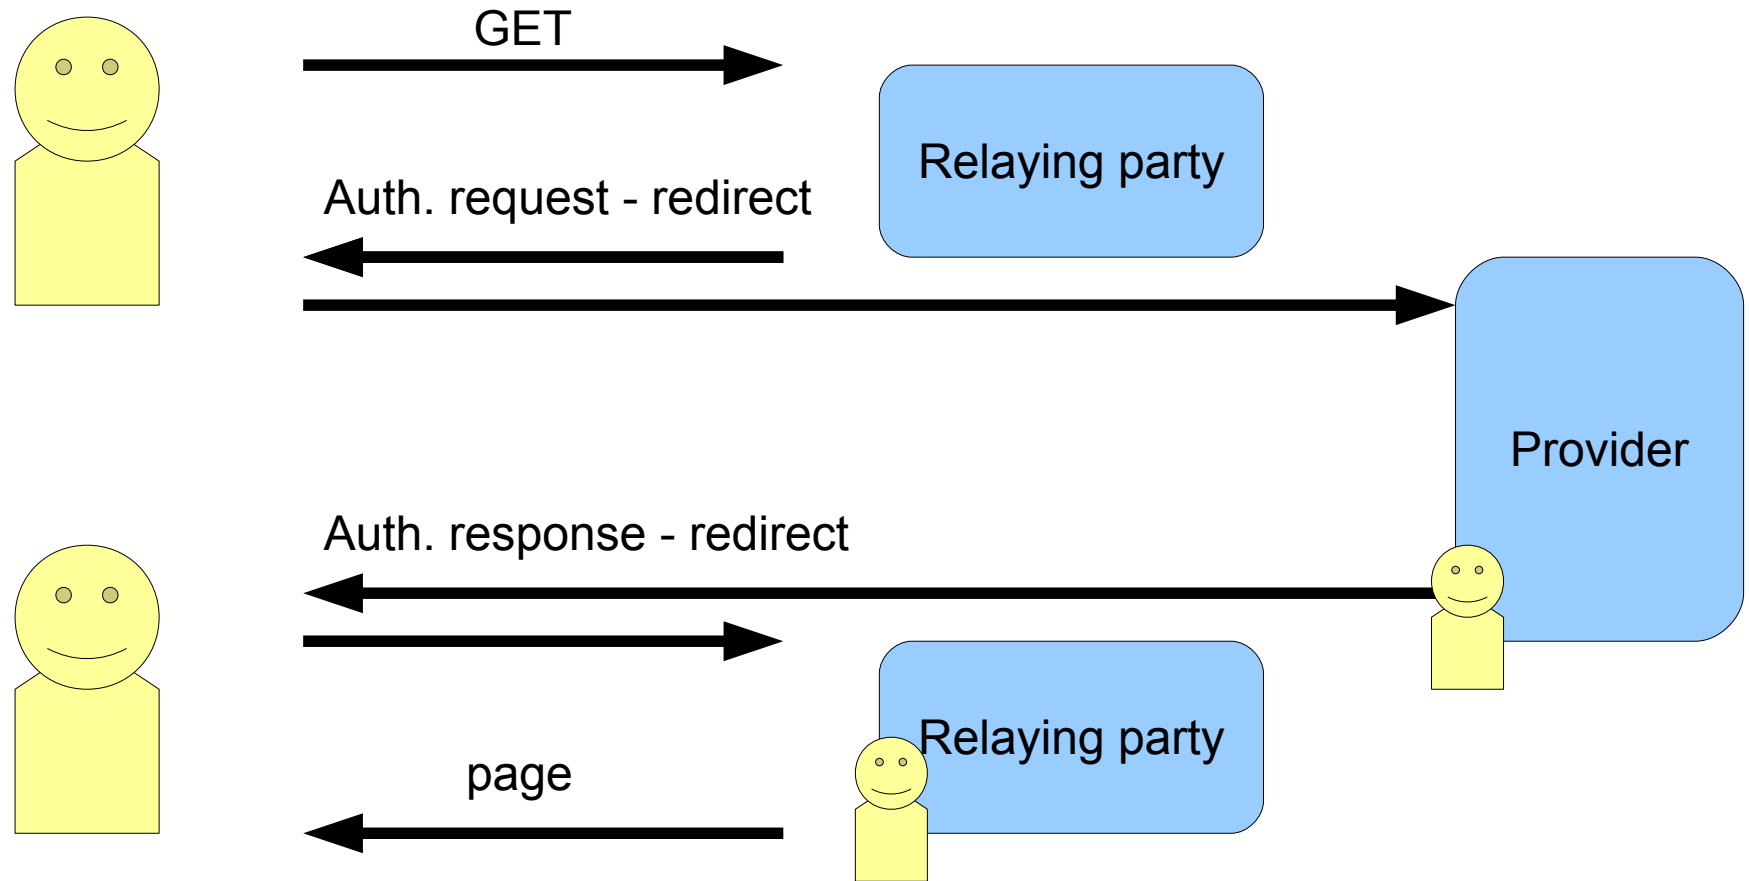 GET
Relaying party
Auth. request - redirect
Provider
Auth. response - redirect
Relaying party
page